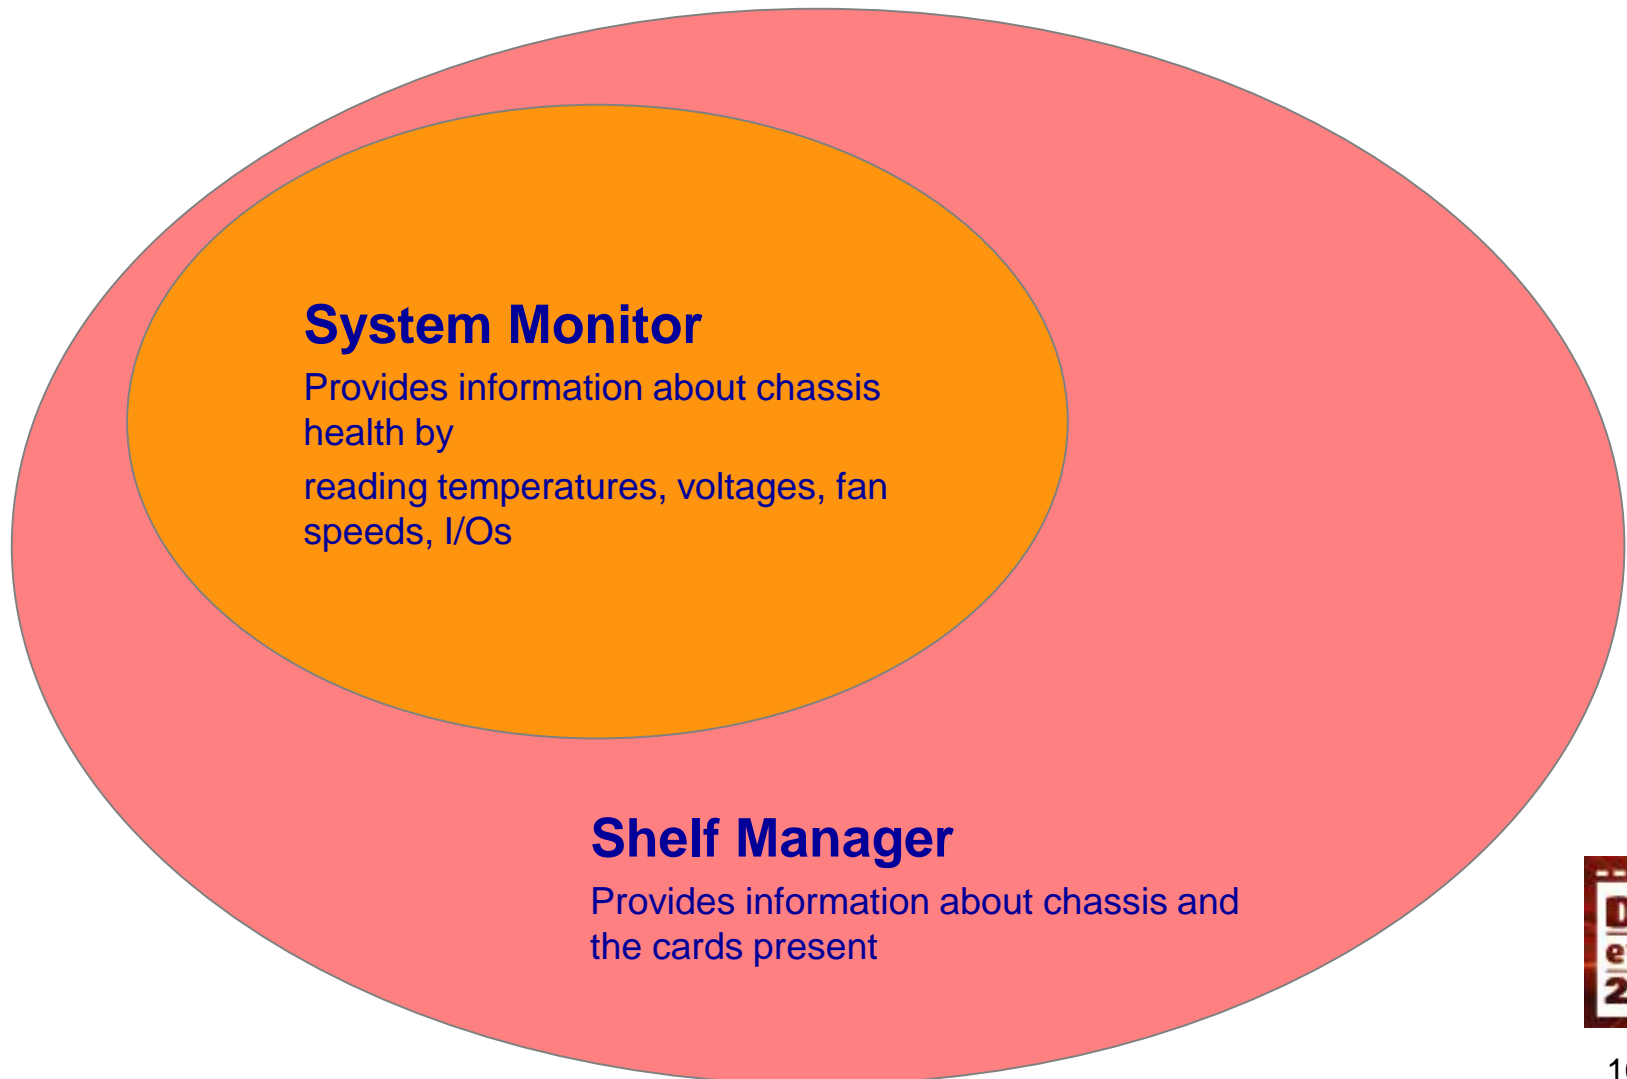 System Monitor
Provides information about chassis
health by
reading temperatures, voltages, fan
speeds, I/Os
Shelf Manager
Provides information about chassis and
the cards present